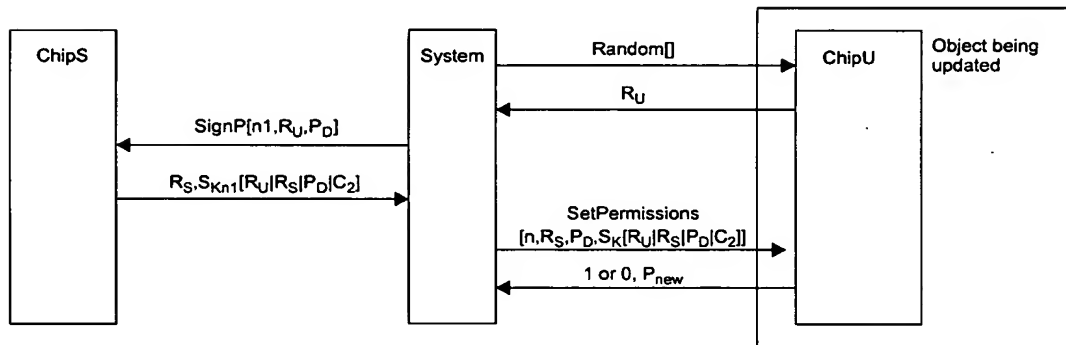 ChipS
System
Random[]
ChipU
Object being
updated
R_U
SignP[n1,R_U,P_D]
R_S,S_Kn1[R_U|R_S|P_D|C_2]
SetPermissions
[n,R_S,P_D,S_K[R_U|R_S|P_D|C_2]]
1 or 0, P_new